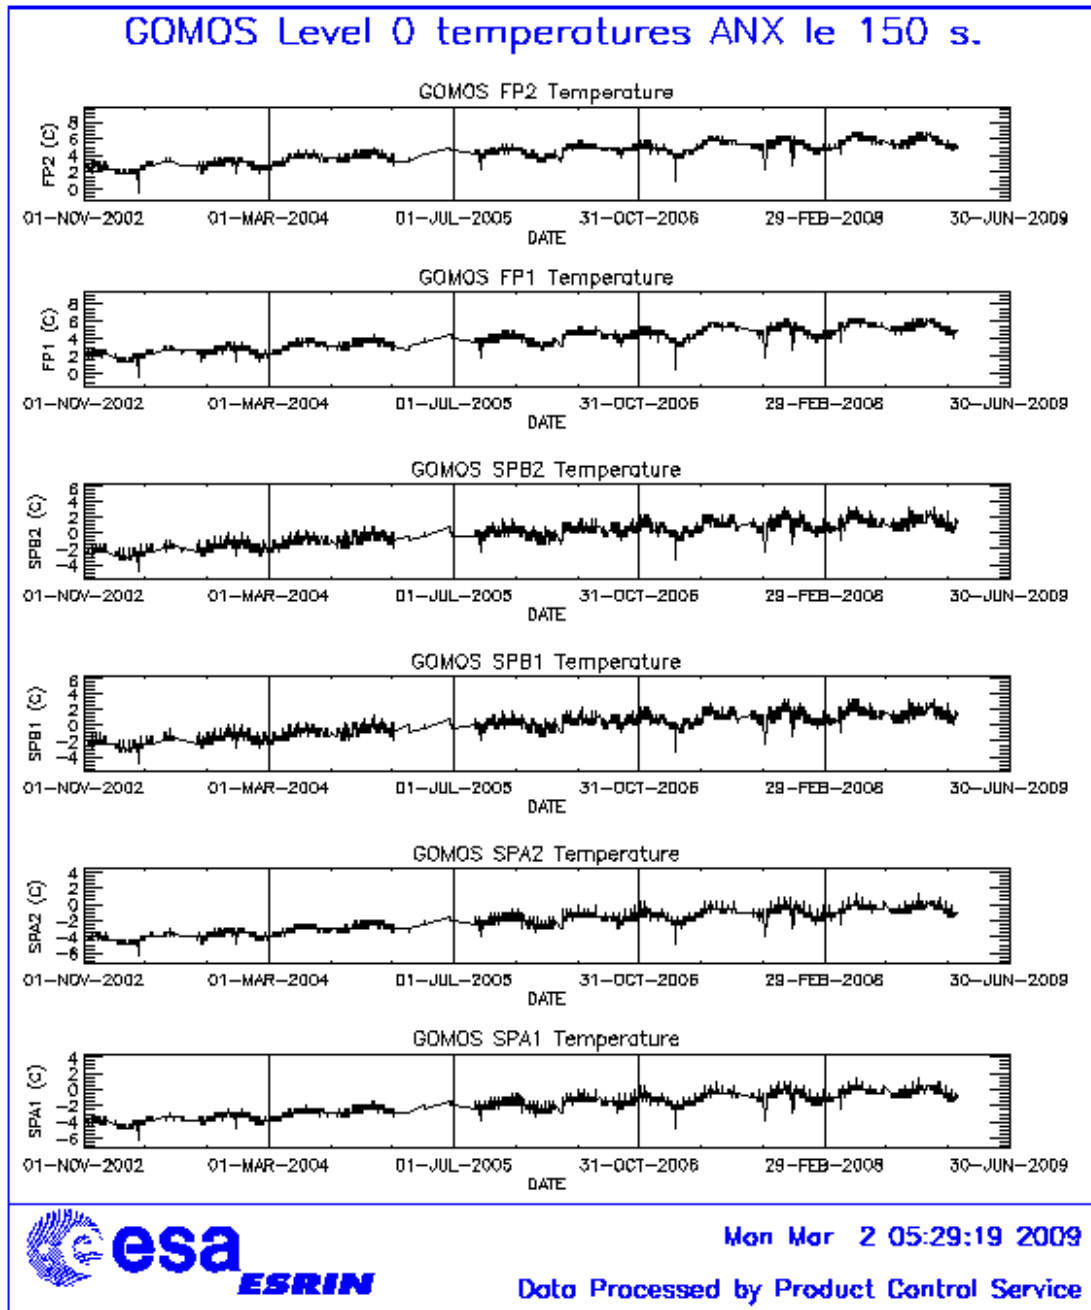 GOMOS Level 0 temperatures ANX le 150 s.
GOMOS FP2 Temperature
FP2 (C)
8
6
4
2
0
01-NOV-2002 01-MAR-2004 01-JUL-2005 31-OCT-2006 29-FEB-2008 30-JUN-2009
DATE
GOMOS FP1 Temperature
FP1 (C)
8
6
4
2
0
01-NOV-2002 01-MAR-2004 01-JUL-2005 31-OCT-2006 29-FEB-2008 30-JUN-2009
DATE
GOMOS SPB2 Temperature
SPB2 (C)
6
4
2
0
-2
-4
01-NOV-2002 01-MAR-2004 01-JUL-2005 31-OCT-2006 29-FEB-2008 30-JUN-2009
DATE
GOMOS SPB1 Temperature
SPB1 (C)
6
4
2
0
-2
-4
01-NOV-2002 01-MAR-2004 01-JUL-2005 31-OCT-2006 29-FEB-2008 30-JUN-2009
DATE
GOMOS SPA2 Temperature
SPA2 (C)
4
2
0
-2
-4
-6
01-NOV-2002 01-MAR-2004 01-JUL-2005 31-OCT-2006 29-FEB-2008 30-JUN-2009
DATE
GOMOS SPA1 Temperature
SPA1 (C)
4
2
0
-2
-4
-6
01-NOV-2002 01-MAR-2004 01-JUL-2005 31-OCT-2006 29-FEB-2008 30-JUN-2009
DATE
esa
ESRIN
Mon Mar 2 05:29:19 2009
Data Processed by Product Control Service